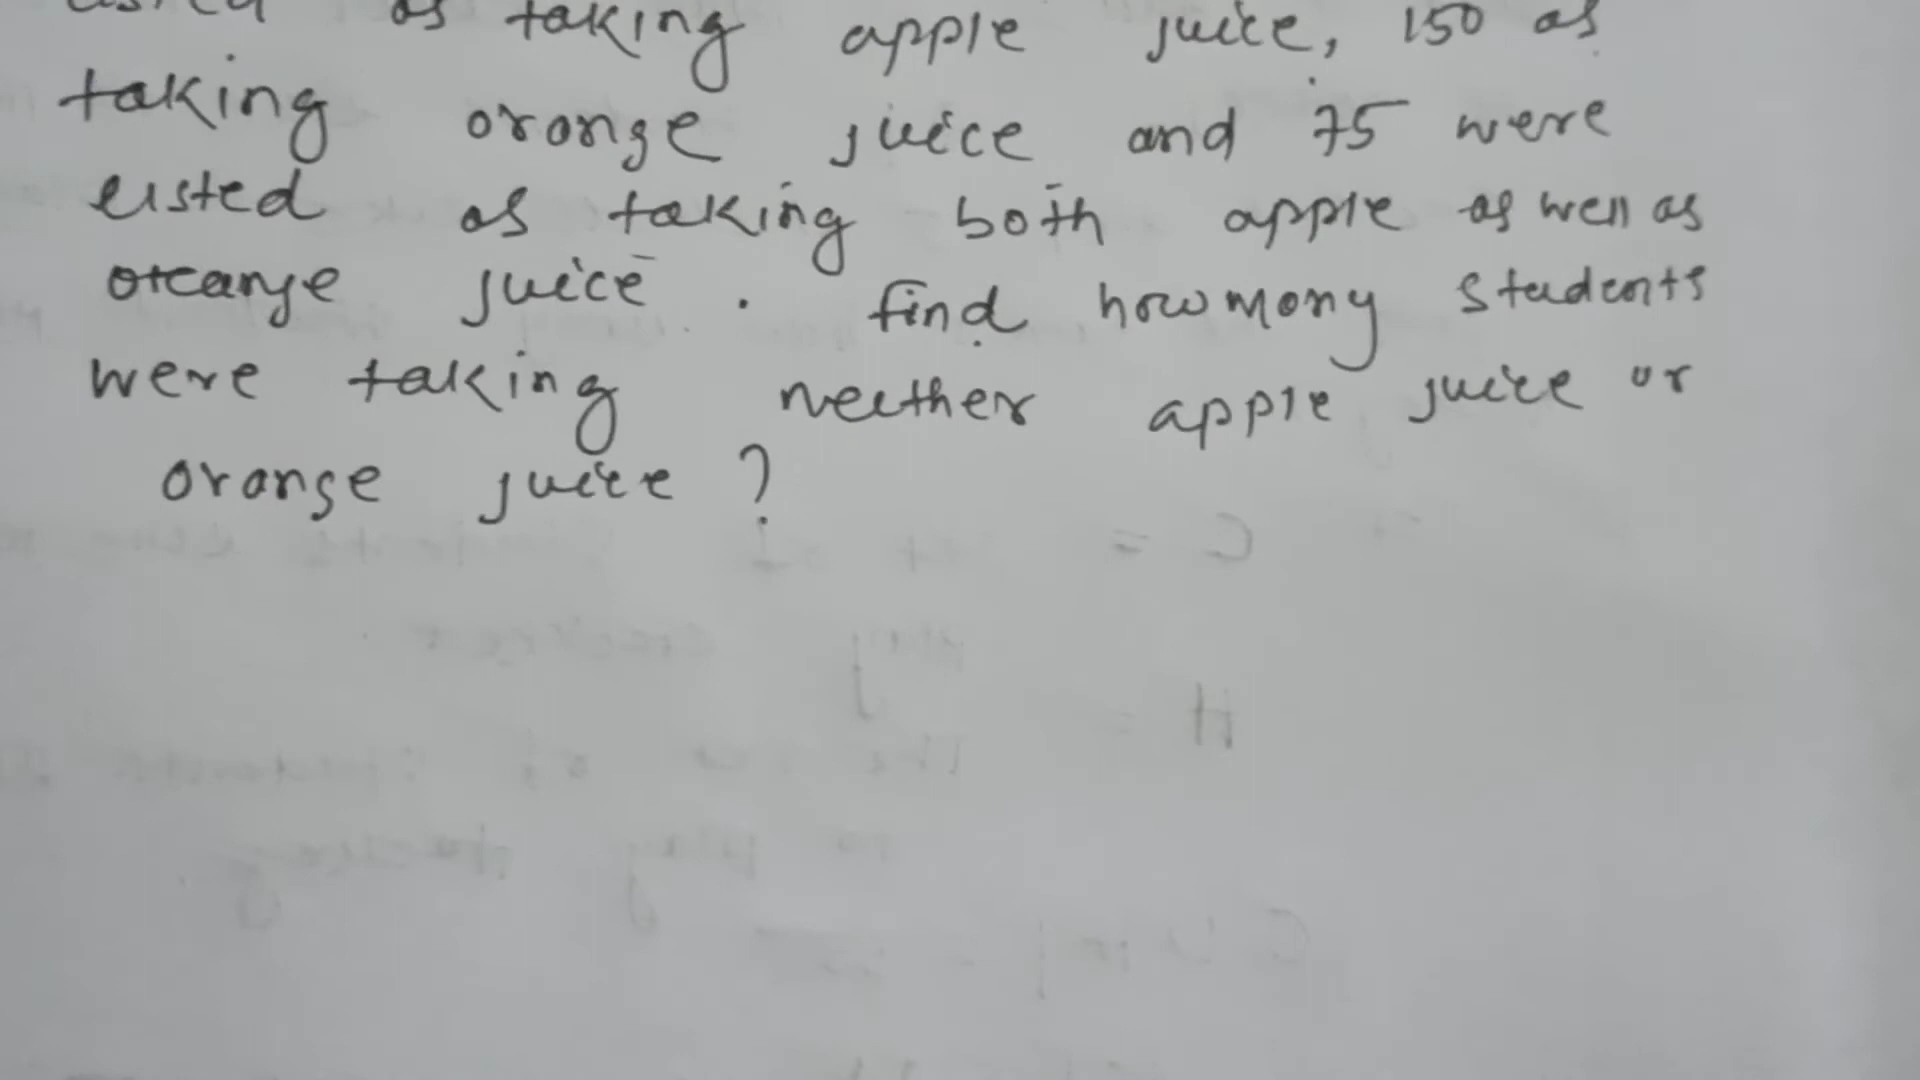 as taking apple juice, 150 as
taking orange juice and 75 were
listed as taking both apple as well as
orange juice . find how many students
were taking neither apple juice or
orange juice ?
C =
H =